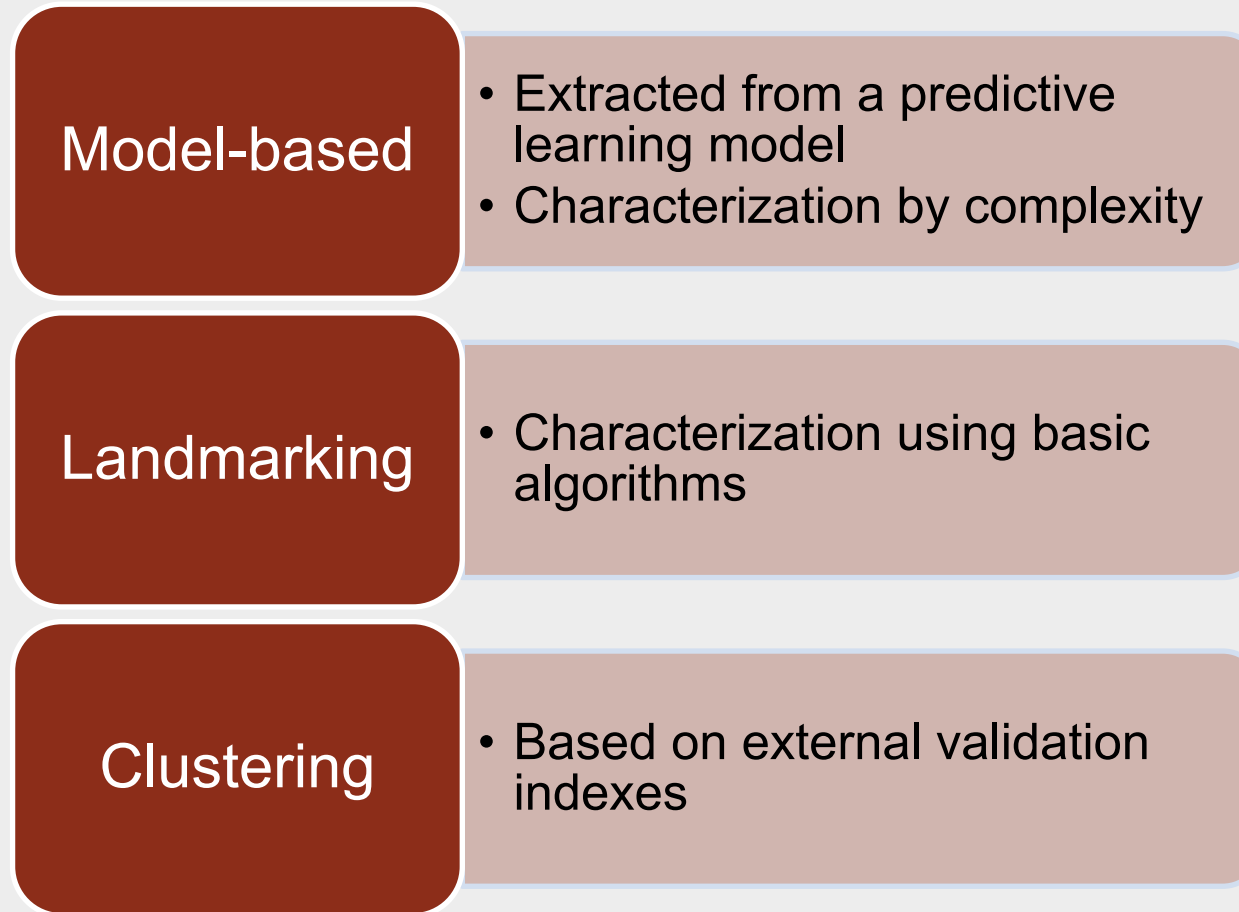 Model-based
• Extracted from a predictive
learning model
• Characterization by complexity
Landmarking
• Characterization using basic
algorithms
Clustering
• Based on external validation
indexes